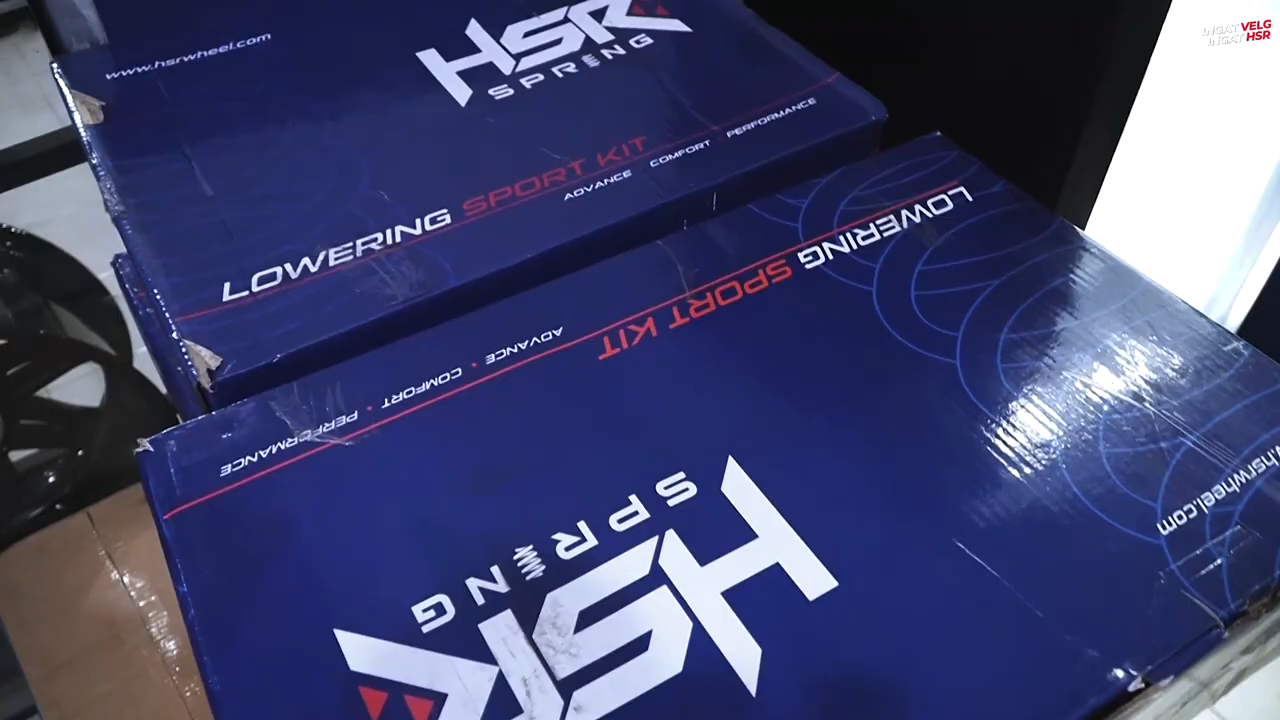 INGAT VELG
INGAT HSR
www.hsrwheel.com
HSR
SPRING
LOWERING SPORT KIT
ADVANCE COMFORT PERFORMANCE
LOWERING SPORT KIT
ADVANCE • COMFORT • PERFORMANCE
.hsrwheel.com
HSR
SPRING